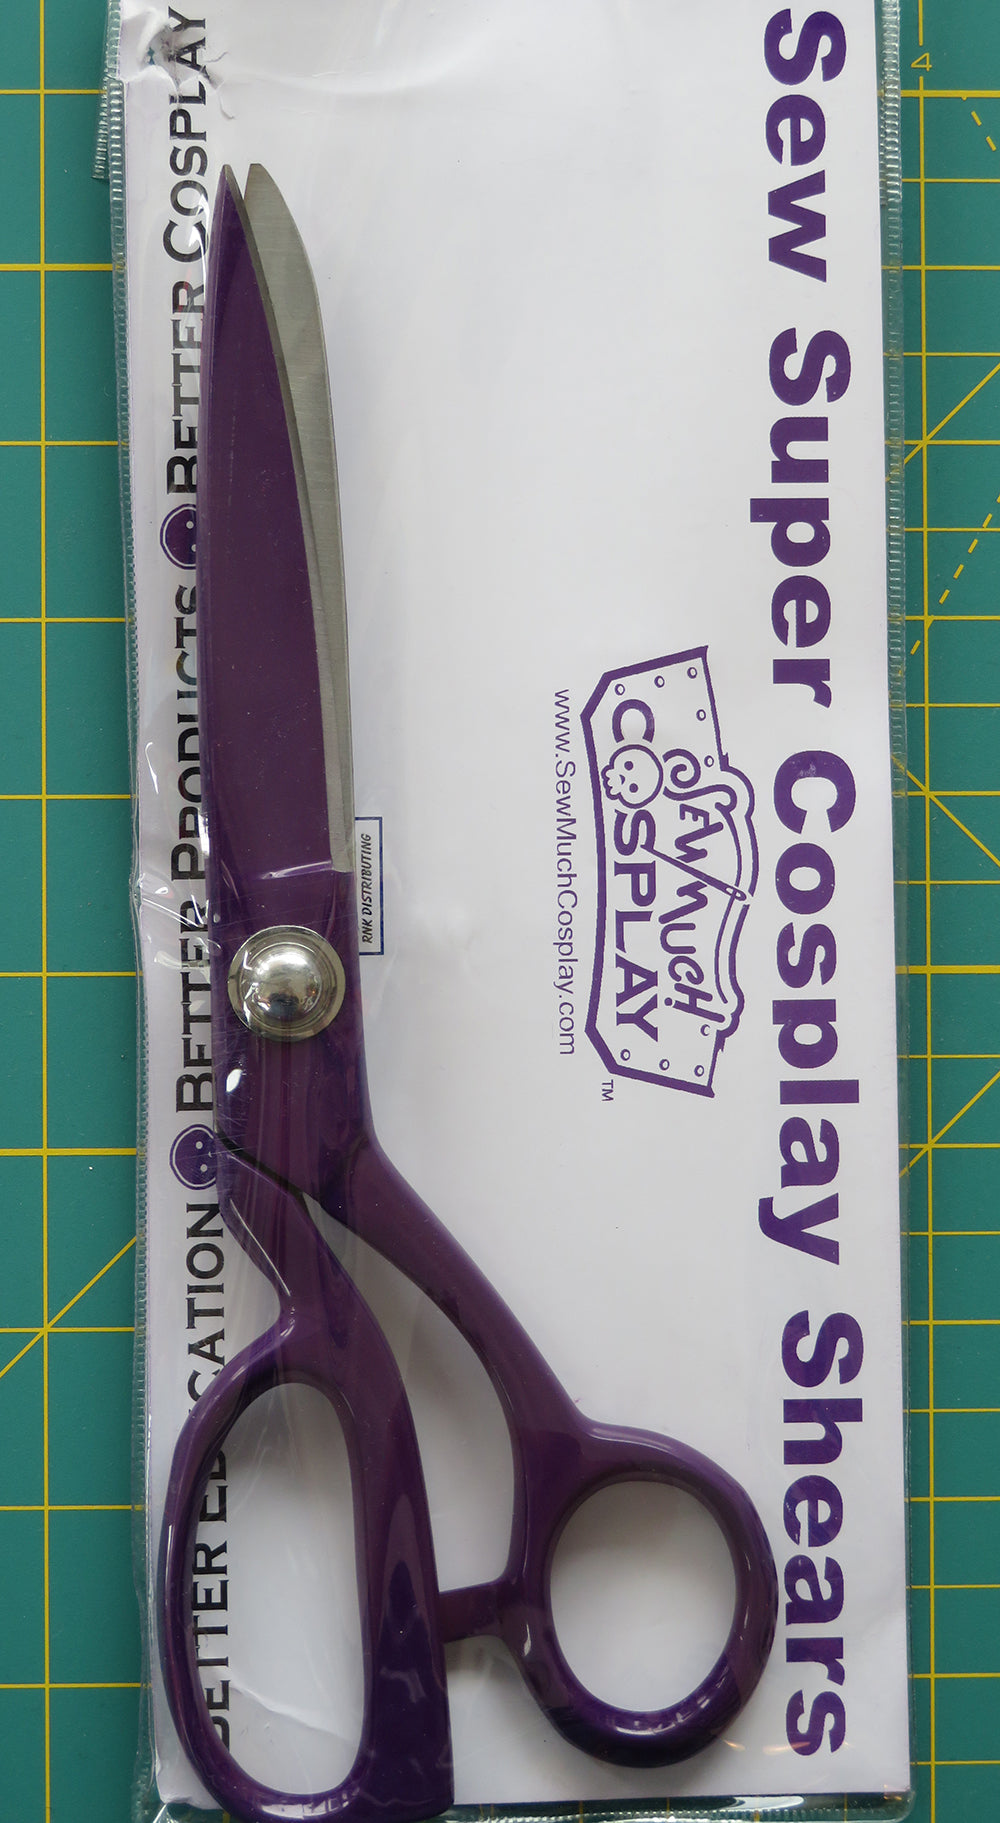 Sew Super Cosplay Shears
SEW MUCH
COSPLAY
™
www.SewMuchCosplay.com
RNK DISTRIBUTING
BETTER EDUCATION BETTER PRODUCTS BETTER COSPLAY
4